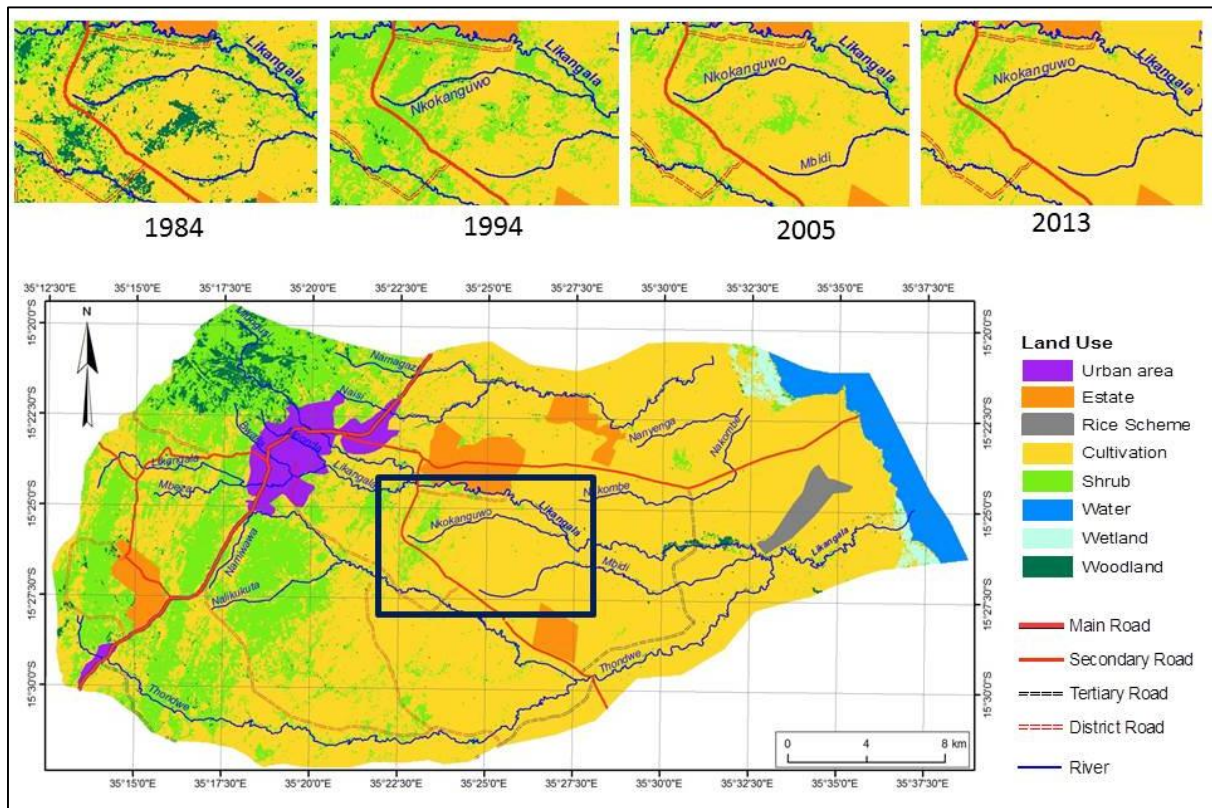 Likangala
Likangala
Nkokanguwo
Likangala
Nkokanguwo
Mbidi
Likangala
Nkokanguwo
1984
1994
2005
2013
35°12'30"E 35°15'0"E 35°17'30"E 35°20'0"E 35°22'30"E 35°25'0"E 35°27'30"E 35°30'0"E 35°32'30"E 35°35'0"E 35°37'30"E
N
15°20'0"S
15°20'0"S
Namagazi
Naisi
15°22'30"S
15°22'30"S
Nanyenga
Nakombe
Likangala
Mbeza
Likangala
Nakombe
15°25'0"S
15°25'0"S
Nkokanguwo
Likangala
Likangala
Namiwawa
Mbidi
Nalikukuta
15°27'30"S
15°27'30"S
Thondwe
15°30'0"S
15°30'0"S
Thondwe
0 4 8 km
35°15'0"E 35°17'30"E 35°20'0"E 35°22'30"E 35°25'0"E 35°27'30"E 35°30'0"E 35°32'30"E 35°35'0"E
Land Use
Urban area
Estate
Rice Scheme
Cultivation
Shrub
Water
Wetland
Woodland
Main Road
Secondary Road
Tertiary Road
District Road
River